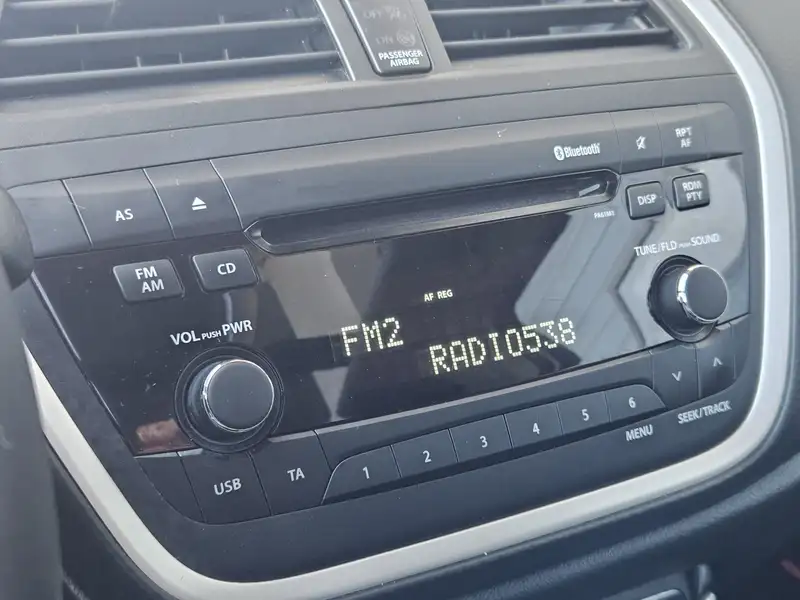 PASSENGER
AIRBAG
Bluetooth
RPT
AF
AS
DISP
RDM
PTY
FM
AM
CD
TUNE/FLD PUSH SOUND
AF REG
VOL PUSH PWR
FM2
RADIO538
USB
TA
1
2
3
4
5
6
MENU
SEEK/TRACK